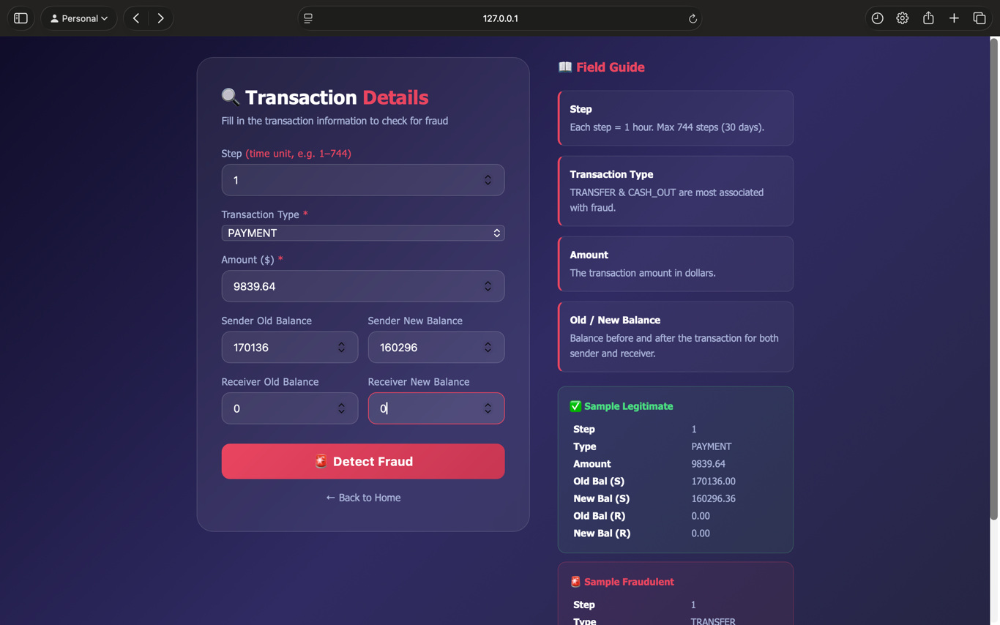 Personal
127.0.0.1
🔍 Transaction Details
Fill in the transaction information to check for fraud
Step (time unit, e.g. 1–744)
1
Transaction Type *
PAYMENT
Amount ($) *
9839.64
Sender Old Balance
Sender New Balance
170136
160296
Receiver Old Balance
Receiver New Balance
0
0
🚨 Detect Fraud
← Back to Home
📖 Field Guide
Step
Each step = 1 hour. Max 744 steps (30 days).
Transaction Type
TRANSFER & CASH_OUT are most associated
with fraud.
Amount
The transaction amount in dollars.
Old / New Balance
Balance before and after the transaction for both
sender and receiver.
✅ Sample Legitimate
Step 1
Type PAYMENT
Amount 9839.64
Old Bal (S) 170136.00
New Bal (S) 160296.36
Old Bal (R) 0.00
New Bal (R) 0.00
🚨 Sample Fraudulent
Step 1
Type TRANSFER